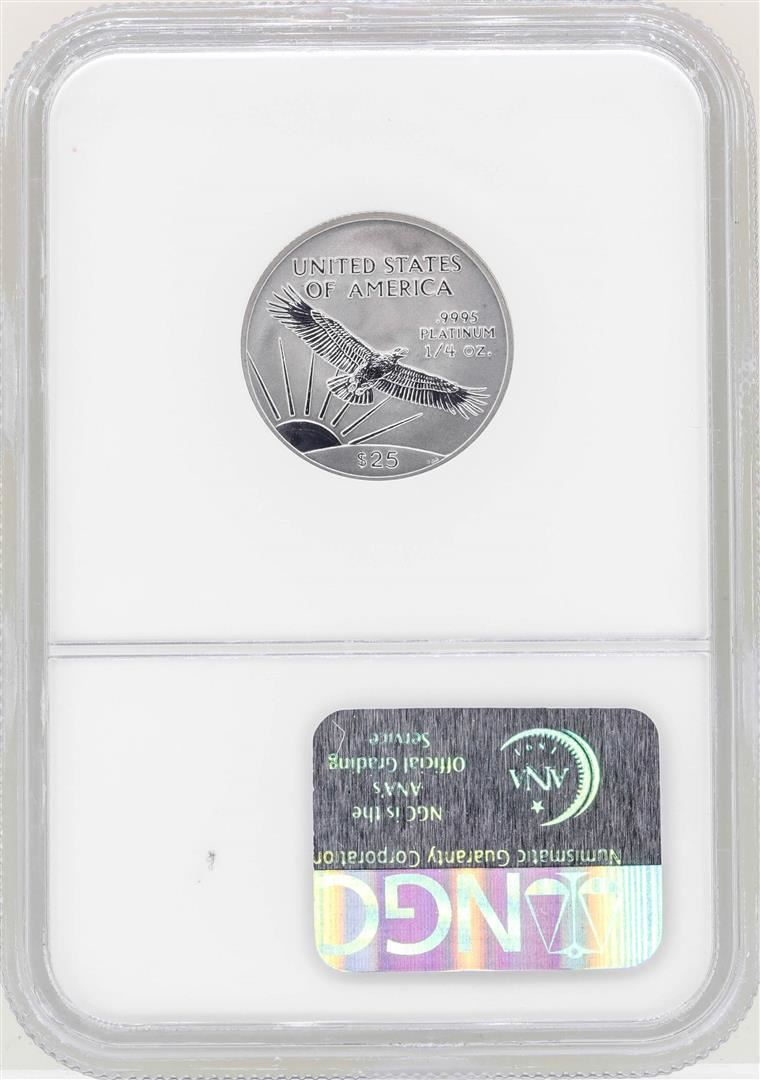 UNITED STATES
OF AMERICA
.9995
PLATINUM
1/4 OZ.
$25
NGC
Numismatic Guaranty Corporation
NGC is the
ANA's
Official Grading
Service
ANA
1891